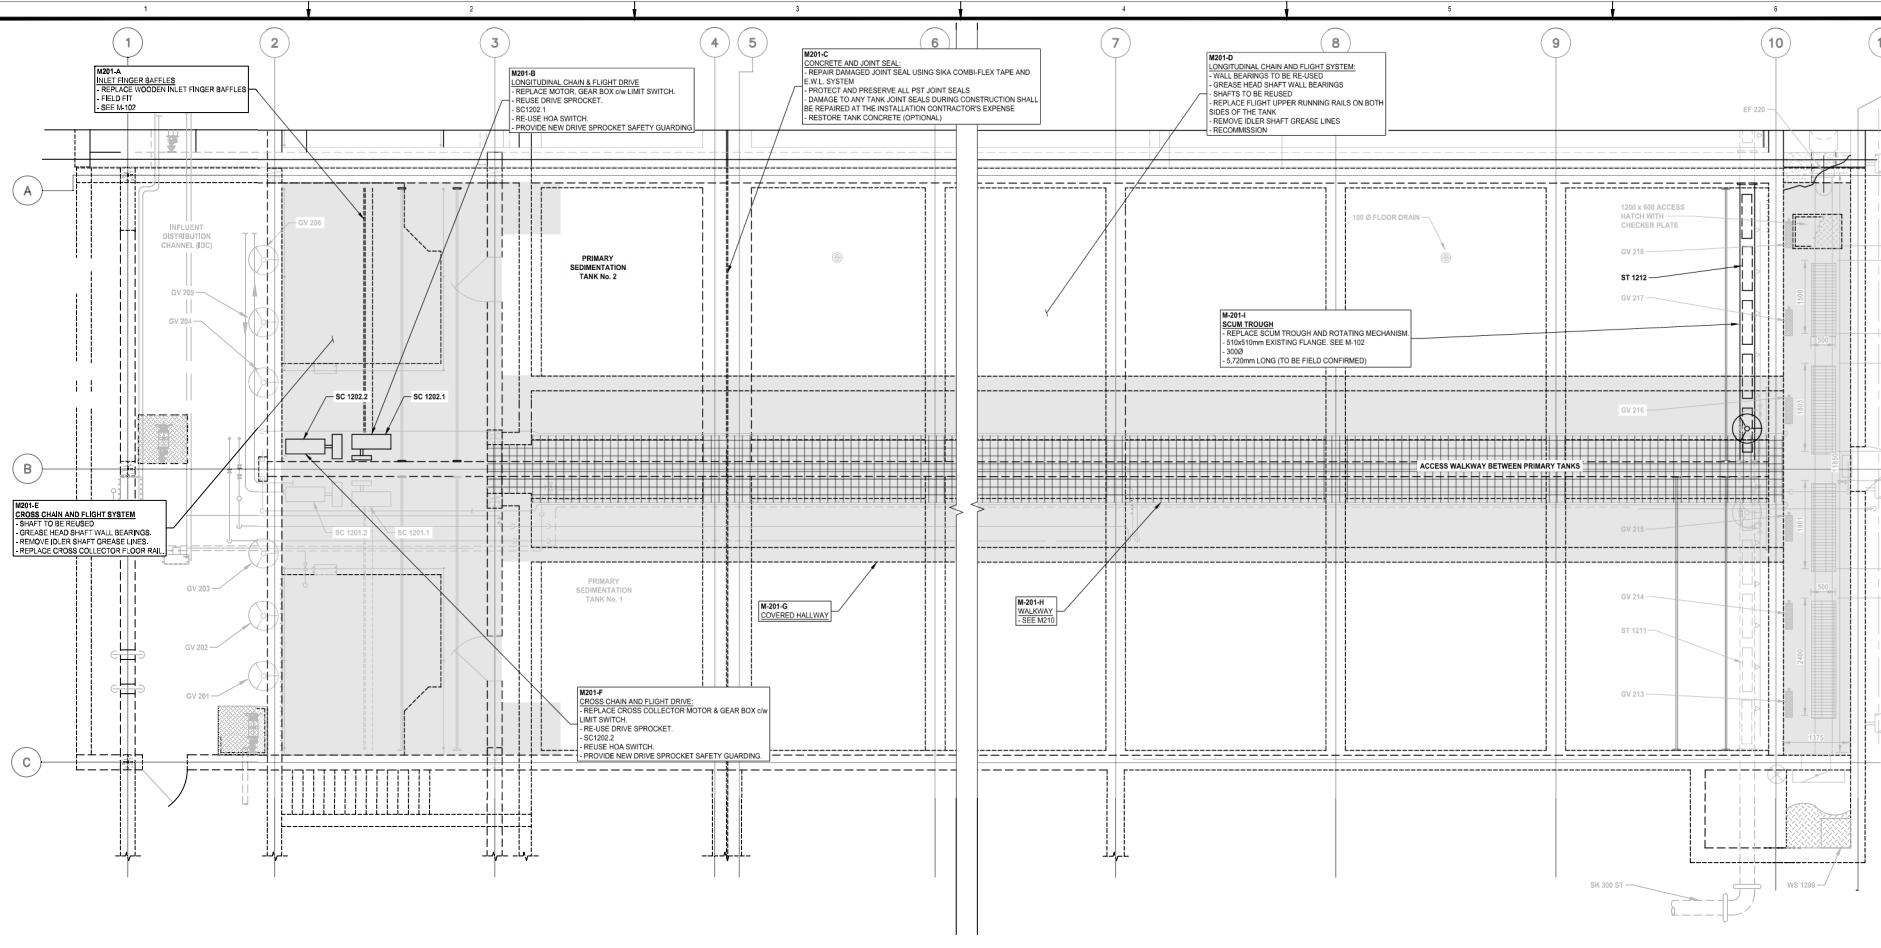 1
2
3
4
5
6
1
2
3
4
5
6
7
8
9
10
1
A
B
C
M201-A
INLET FINGER BAFFLES
- REPLACE WOODEN INLET FINGER BAFFLES
- FIELD FIT
- SEE M-102
M201-B
LONGITUDINAL CHAIN & FLIGHT DRIVE
- REPLACE MOTOR, GEAR BOX c/w LIMIT SWITCH.
- REUSE DRIVE SPROCKET.
- SC1202.1
- RE-USE HOA SWITCH.
- PROVIDE NEW DRIVE SPROCKET SAFETY GUARDING
M201-C
CONCRETE AND JOINT SEAL:
- REPAIR DAMAGED JOINT SEAL USING SIKA COMBI-FLEX TAPE AND
E.W.L. SYSTEM
- PROTECT AND PRESERVE ALL PST JOINT SEALS
- DAMAGE TO ANY TANK JOINT SEALS DURING CONSTRUCTION SHALL
BE REPAIRED AT THE INSTALLATION CONTRACTOR'S EXPENSE
- RESTORE TANK CONCRETE (OPTIONAL)
M201-D
LONGITUDINAL CHAIN AND FLIGHT SYSTEM:
- WALL BEARINGS TO BE RE-USED
- GREASE HEAD SHAFT WALL BEARINGS
- SHAFTS TO BE REUSED
- REPLACE FLIGHT UPPER RUNNING RAILS ON BOTH
SIDES OF THE TANK
- REMOVE IDLER SHAFT GREASE LINES
- RECOMMISSION
EF 220
INFLUENT
DISTRIBUTION
CHANNEL (IDC)
GV 206
GV 205
GV 204
PRIMARY
SEDIMENTATION
TANK No. 2
100 Ø FLOOR DRAIN
1200 x 600 ACCESS
HATCH WITH
CHECKER PLATE
GV 218
ST 1212
GV 217
1500
500
M-201-I
SCUM TROUGH
- REPLACE SCUM TROUGH AND ROTATING MECHANISM.
- 510x510mm EXISTING FLANGE. SEE M-102
- 300Ø
- 5,720mm LONG (TO BE FIELD CONFIRMED)
SC 1202.2
SC 1202.1
GV 216
1803
ACCESS WALKWAY BETWEEN PRIMARY TANKS
11850
M201-E
CROSS CHAIN AND FLIGHT SYSTEM
- SHAFT TO BE REUSED
- GREASE HEAD SHAFT WALL BEARINGS.
- REMOVE IDLER SHAFT GREASE LINES.
- REPLACE CROSS COLLECTOR FLOOR RAIL.
SC 1201.2
SC 1201.1
GV 215
1801
GV 203
PRIMARY
SEDIMENTATION
TANK No. 1
M-201-G
COVERED HALLWAY
M-201-H
WALKWAY
- SEE M210
500
GV 214
ST 1211
GV 202
2400
GV 201
GV 213
M201-F
CROSS CHAIN AND FLIGHT DRIVE:
- REPLACE CROSS COLLECTOR MOTOR & GEAR BOX c/w
LIMIT SWITCH.
- RE-USE DRIVE SPROCKET.
- SC1202.2
- REUSE HOA SWITCH.
- PROVIDE NEW DRIVE SPROCKET SAFETY GUARDING.
1375
SK 300 ST
WS 1299